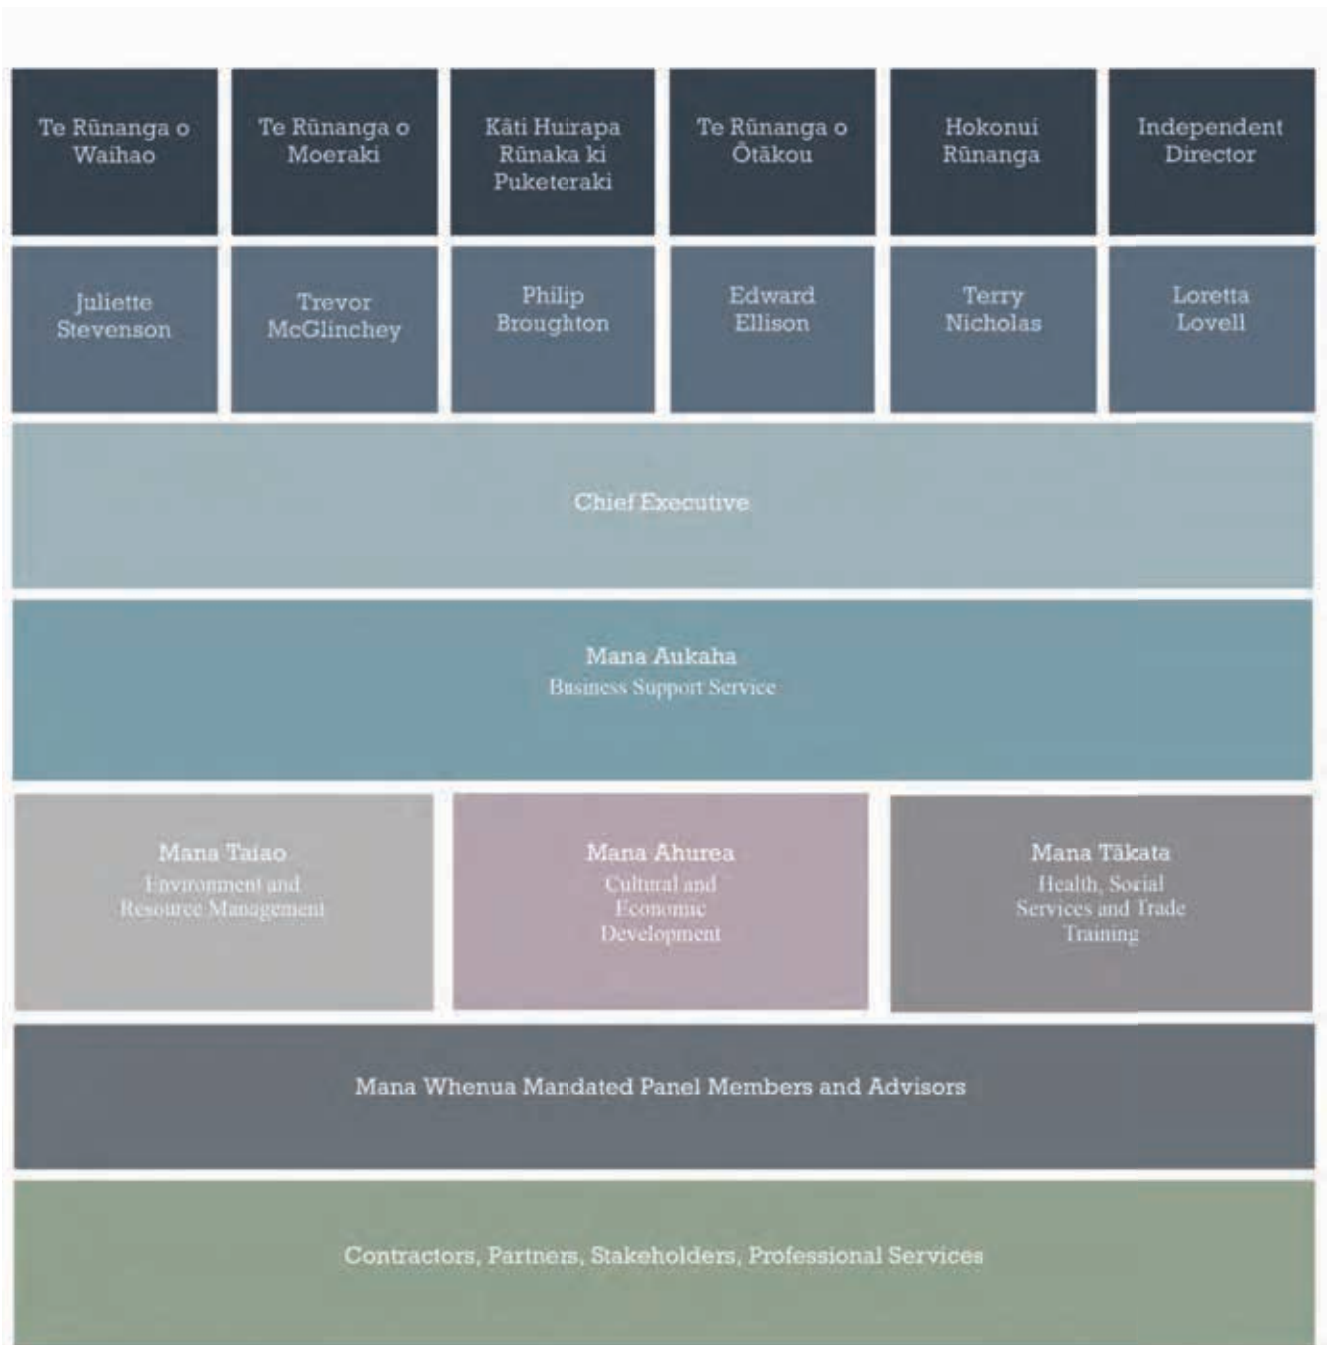 Te Rūnanga o
Waihao
Te Rūnanga o
Moeraki
Kāti Huirapa
Rūnaka ki
Puketeraki
Te Rūnanga o
Ōtākou
Hokonui
Rūnanga
Independent
Director
Juliette
Stevenson
Trevor
McGlinchey
Philip
Broughton
Edward
Ellison
Terry
Nicholas
Loretta
Lovell
Chief Executive
Mana Aukaha
Business Support Service
Mana Taiao
Environment and
Resource Management
Mana Ahurea
Cultural and
Economic
Development
Mana Tākata
Health, Social
Services and Trade
Training
Mana Whenua Mandated Panel Members and Advisors
Contractors, Partners, Stakeholders, Professional Services